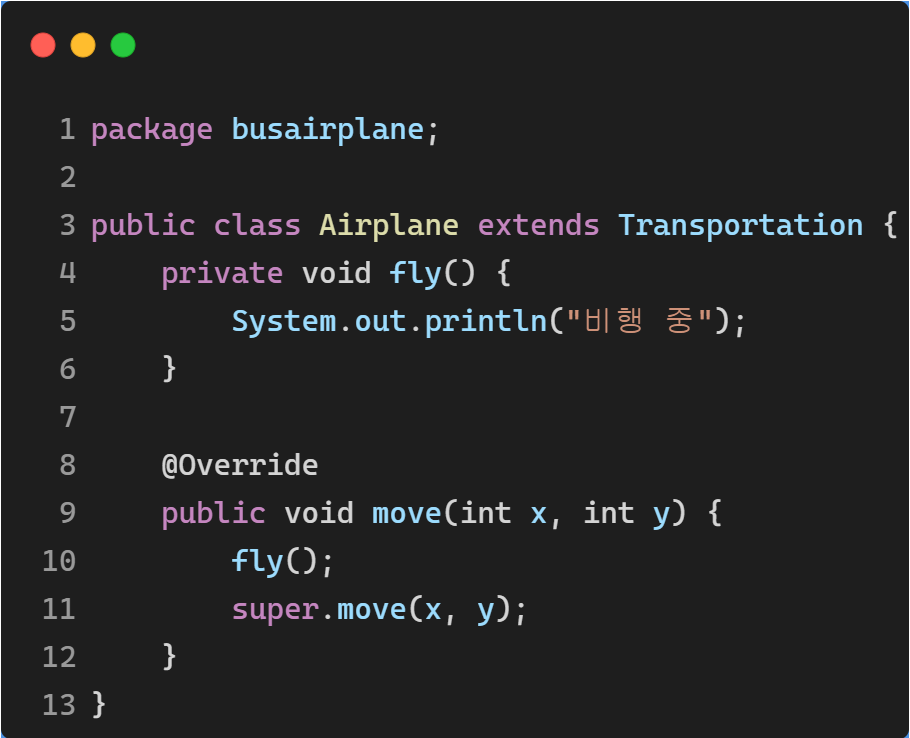 1 package busairplane;
2
3 public class Airplane extends Transportation {
4     private void fly() {
5         System.out.println("비행 중");
6     }
7
8     @Override
9     public void move(int x, int y) {
10         fly();
11         super.move(x, y);
12     }
13 }